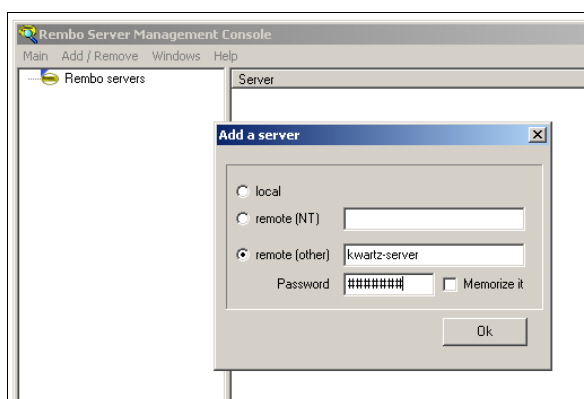 Rembo Server Management Console
Main Add / Remove Windows Help
Rembo servers
Server
Add a server
local
remote (NT)
remote (other) kwartz-server
Password ####### Memorize it
Ok